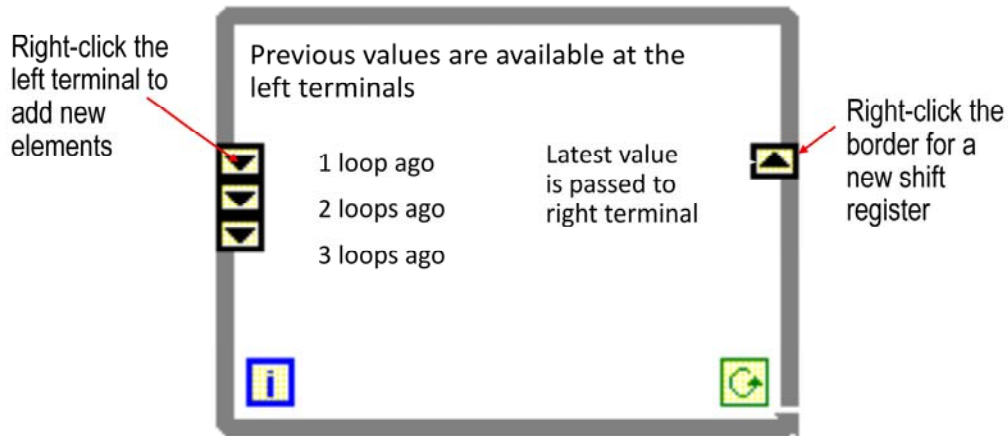 Right-click the
left terminal to
add new
elements
Previous values are available at the
left terminals
1 loop ago
2 loops ago
3 loops ago
Latest value
is passed to
right terminal
Right-click the
border for a
new shift
register
i